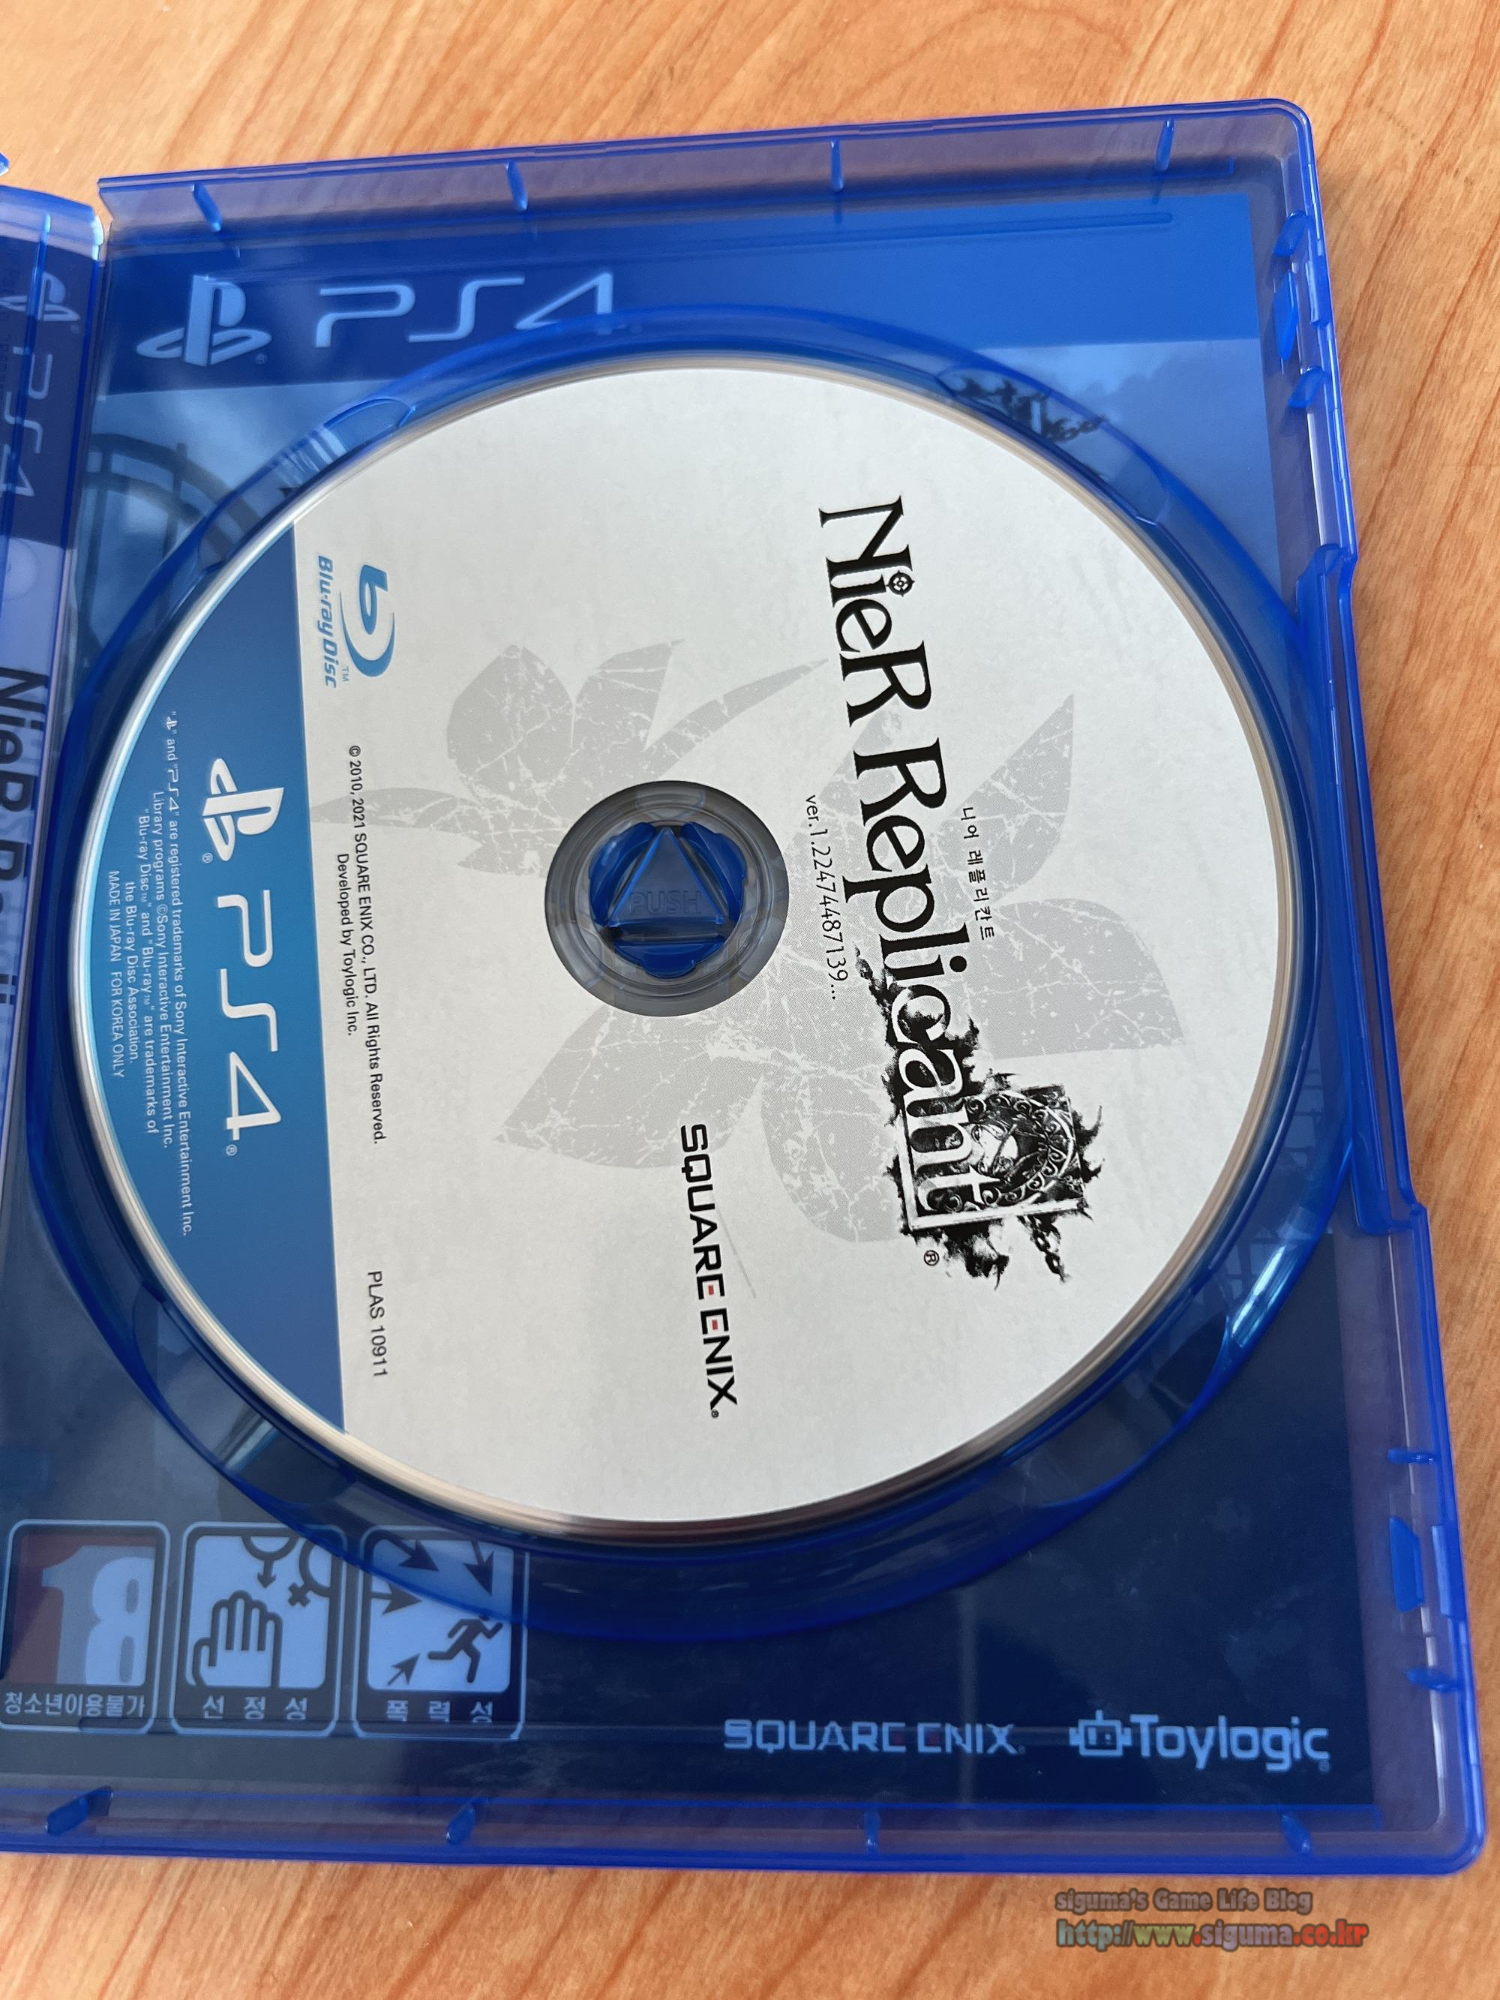 PS4
PS4
NieR Replicant®
니어 레플리칸트
ver.1.22474487139...
PUSH
SQUARE ENIX®
Blu-ray Disc™
© 2010, 2021 SQUARE ENIX CO., LTD. All Rights Reserved.
Developed by Toylogic Inc.
PLAS 10911
PS4®
" " and "PS4" are registered trademarks of Sony Interactive Entertainment Inc.
Library programs ©Sony Interactive Entertainment Inc.
"Blu-ray Disc™" and "Blu-ray™" are trademarks of
the Blu-ray Disc Association.
MADE IN JAPAN FOR KOREA ONLY
18
청소년이용불가
선정성
폭력성
SQUARE ENIX®
Toylogic
siguma's Game Life Blog
http://www.siguma.co.kr